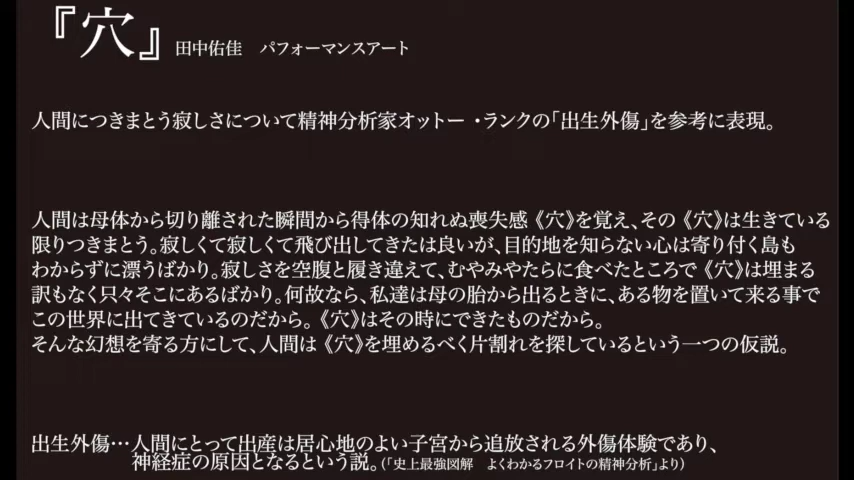 『穴』 田中佑佳　パフォーマンスアート
人間につきまとう寂しさについて精神分析家オットー・ランクの「出生外傷」を参考に表現。
人間は母体から切り離された瞬間から得体の知れぬ喪失感《穴》を覚え、その《穴》は生きている
限りつきまとう。寂しくて寂しくて飛び出してきたは良いが、目的地を知らない心は寄り付く島も
わからずに漂うばかり。寂しさを空腹と履き違えて、むやみやたらに食べたところで《穴》は埋まる
訳もなく只々そこにあるばかり。何故なら、私達は母の胎から出るときに、ある物を置いて来る事で
この世界に出てきているのだから。《穴》はその時にできたものだから。
そんな幻想を寄る方にして、人間は《穴》を埋めるべく片割れを探しているという一つの仮説。
出生外傷…人間にとって出産は居心地のよい子宮から追放される外傷体験であり、
神経症の原因となるという説。（「史上最強図解　よくわかるフロイトの精神分析」より）